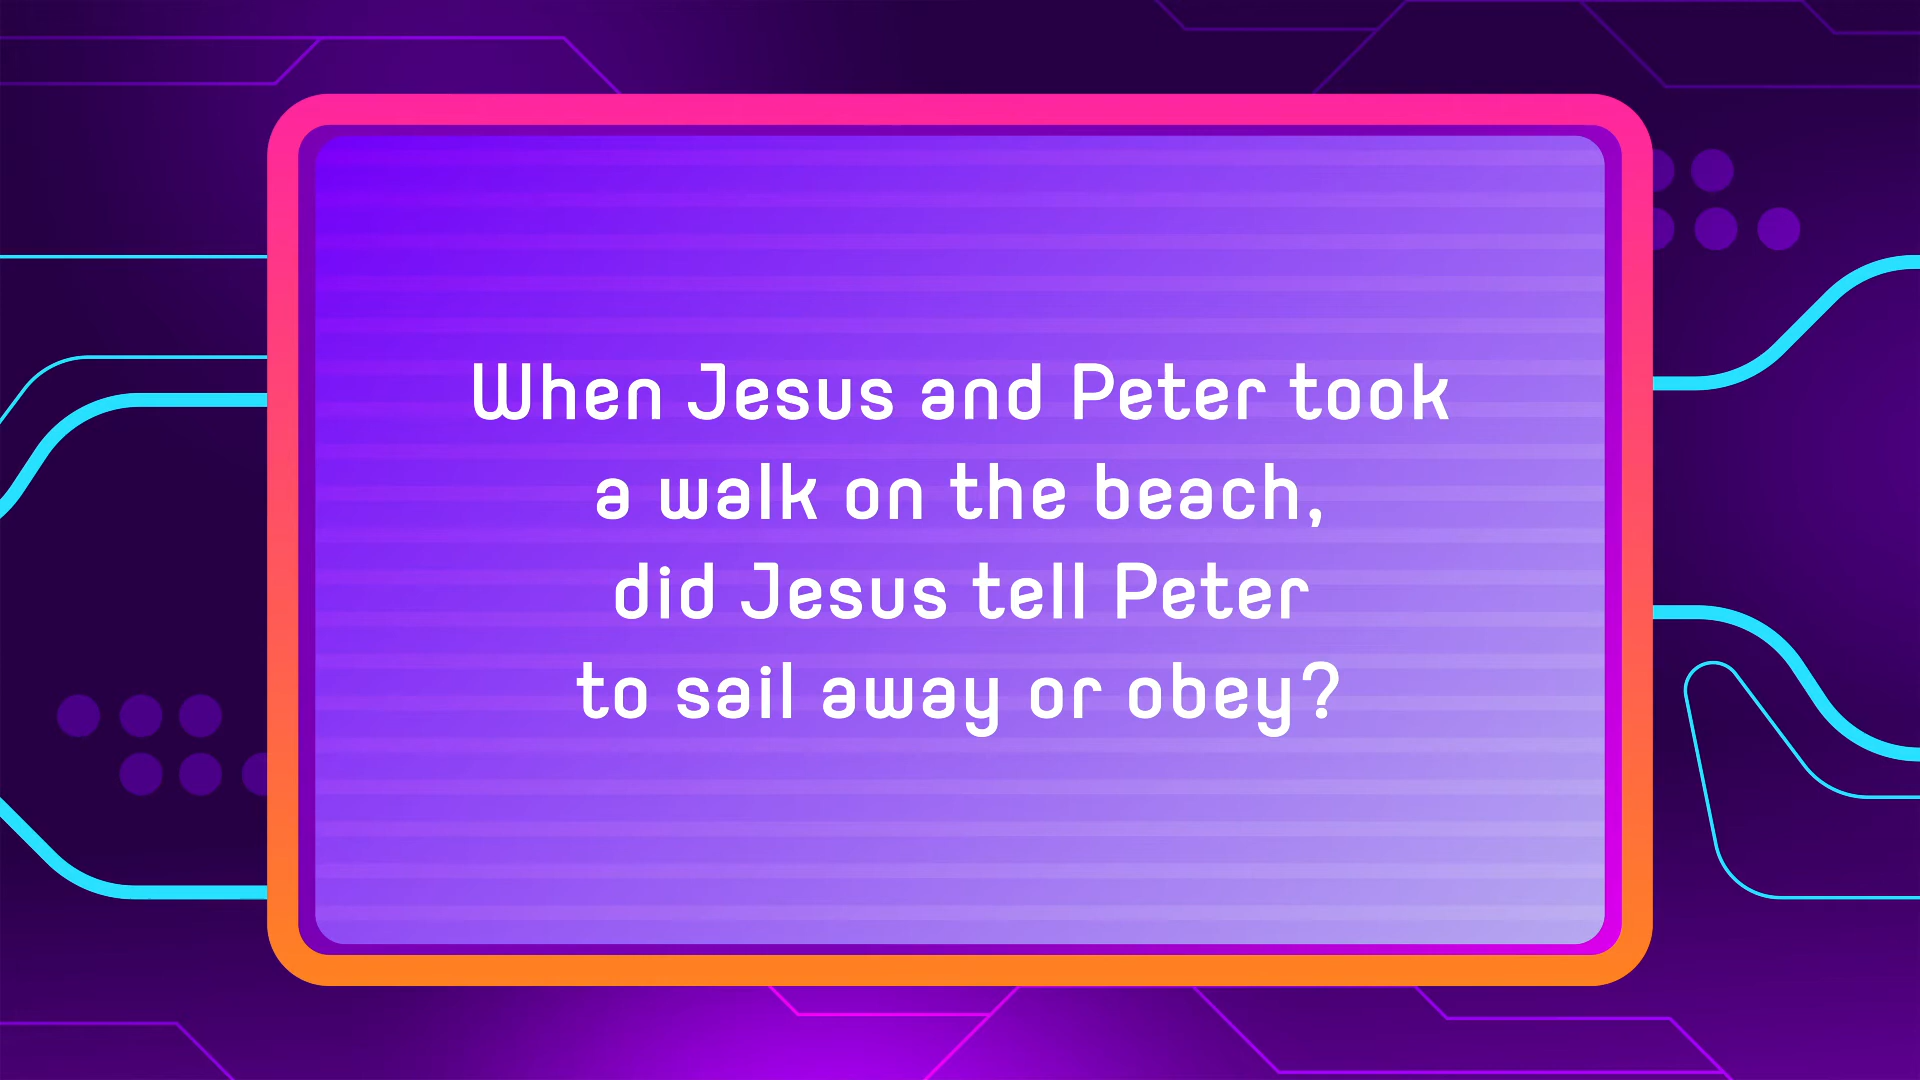 When Jesus and Peter took
a walk on the beach,
did Jesus tell Peter
to sail away or obey?